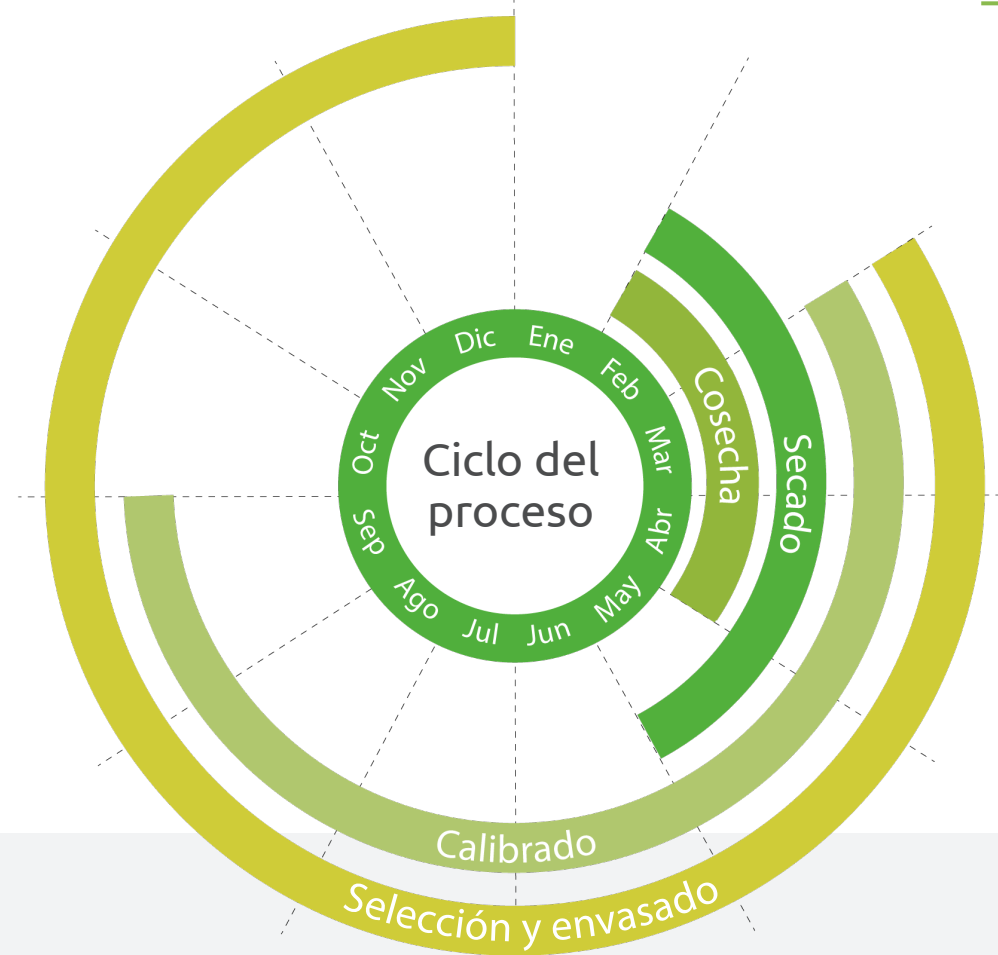 Ciclo del
proceso
Ene
Feb
Mar
Abr
May
Jun
Jul
Ago
Sep
Oct
Nov
Dic
Cosecha
Secado
Calibrado
Selección y envasado